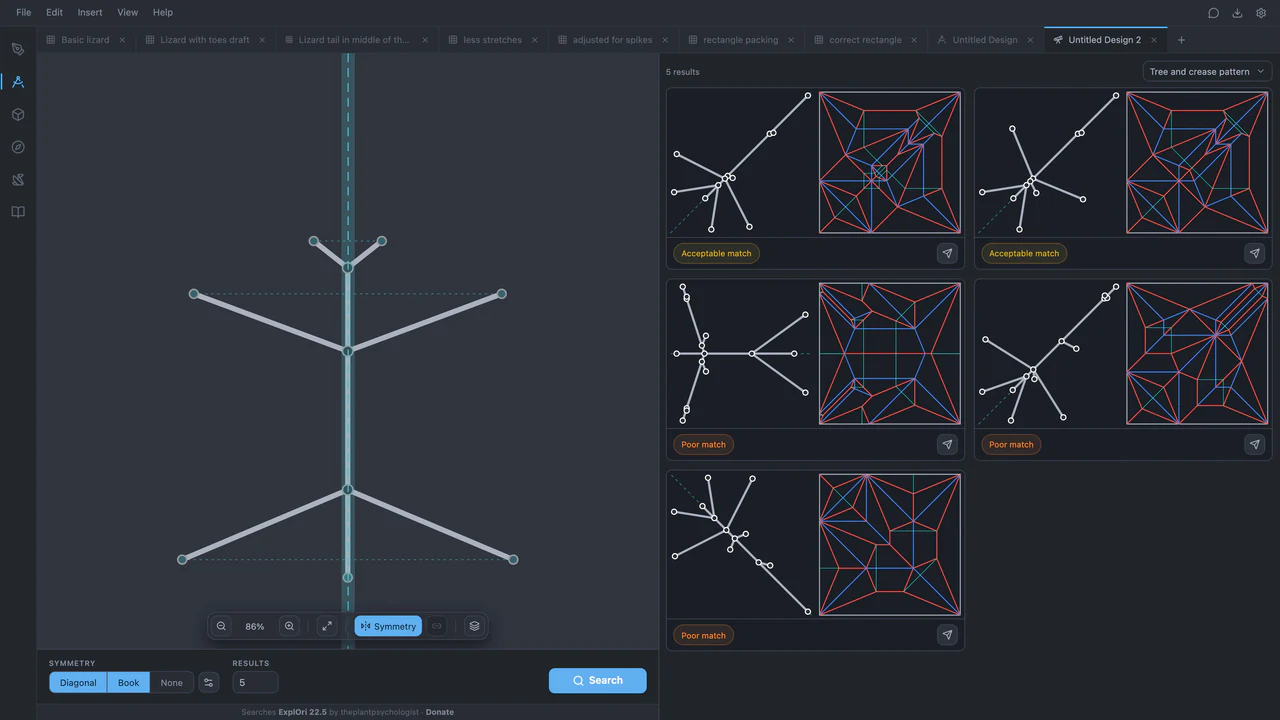 File Edit Insert View Help
Basic lizard
Lizard with toes draft
Lizard tail in middle of th...
less stretches
adjusted for spikes
rectangle packing
correct rectangle
Untitled Design
Untitled Design 2
5 results
Tree and crease pattern
Acceptable match
Acceptable match
Poor match
Poor match
Poor match
86%
Symmetry
SYMMETRY
Diagonal Book None
RESULTS
5
Search
Searches ExplOri 22.5 by theplantpsychologist · Donate